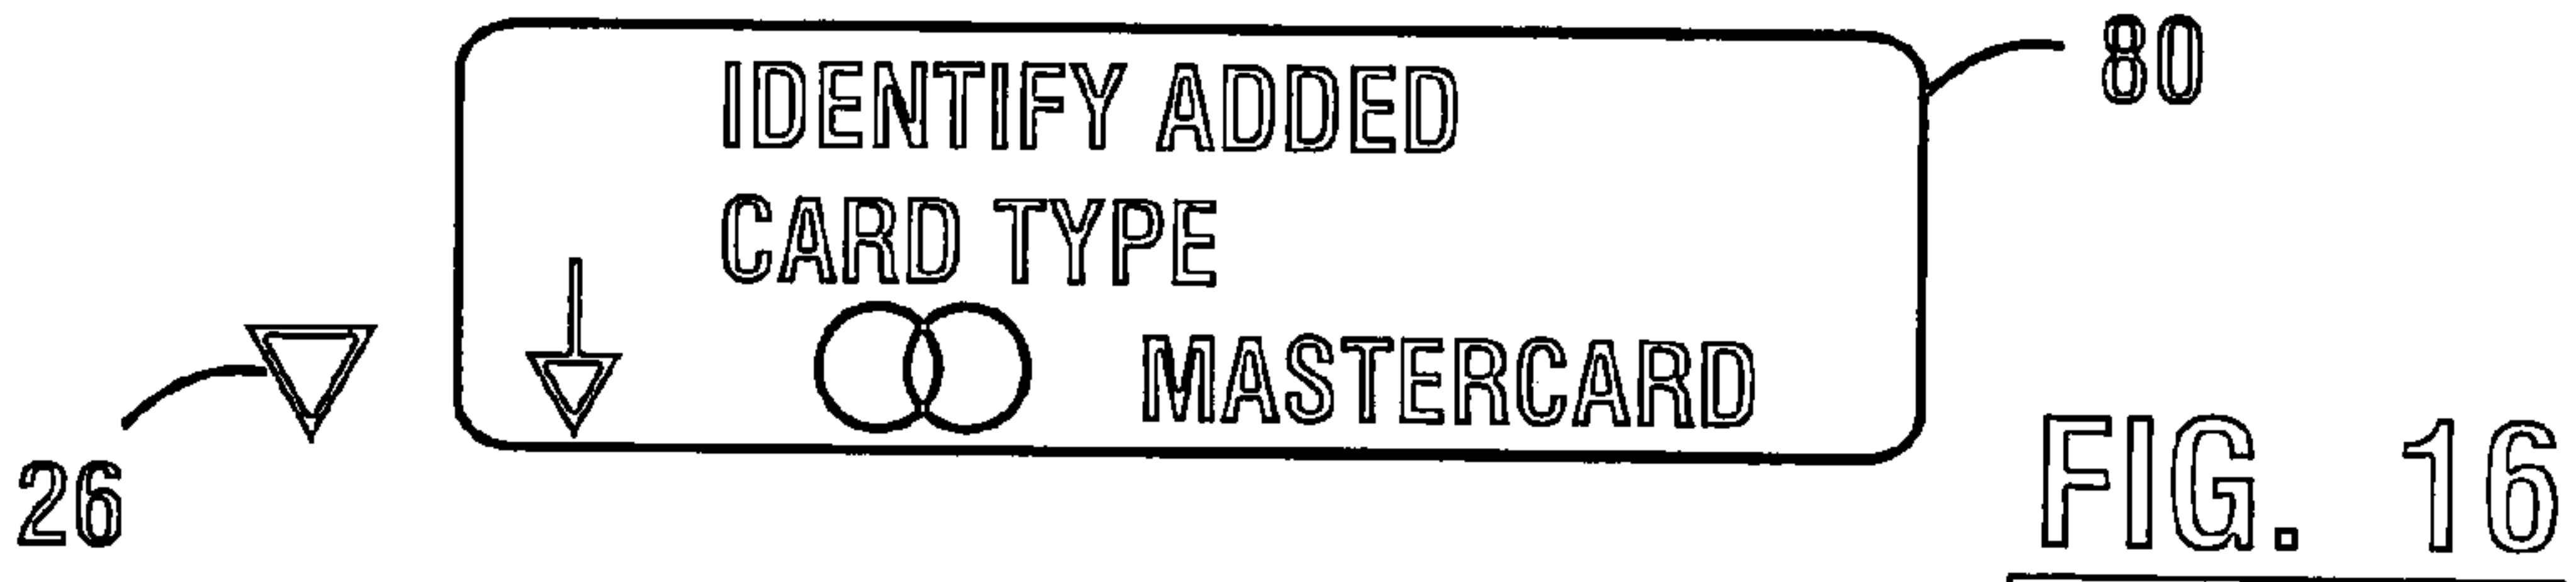 IDENTIFY ADDED
80
CARD TYPE
MASTERCARD
26
FIG. 16